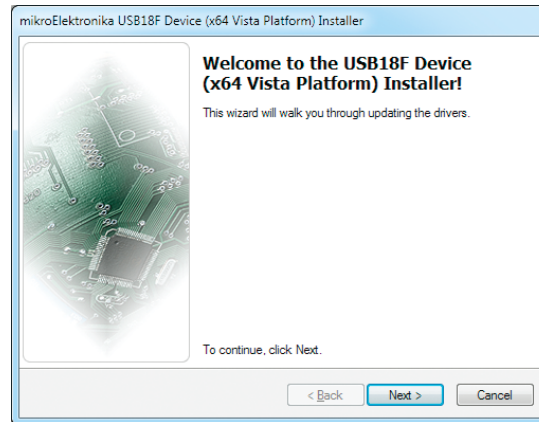 mikroElektronika USB18F Device (x64 Vista Platform) Installer
Welcome to the USB18F Device
(x64 Vista Platform) Installer!
This wizard will walk you through updating the drivers.
To continue, click Next.
< Back
Next >
Cancel